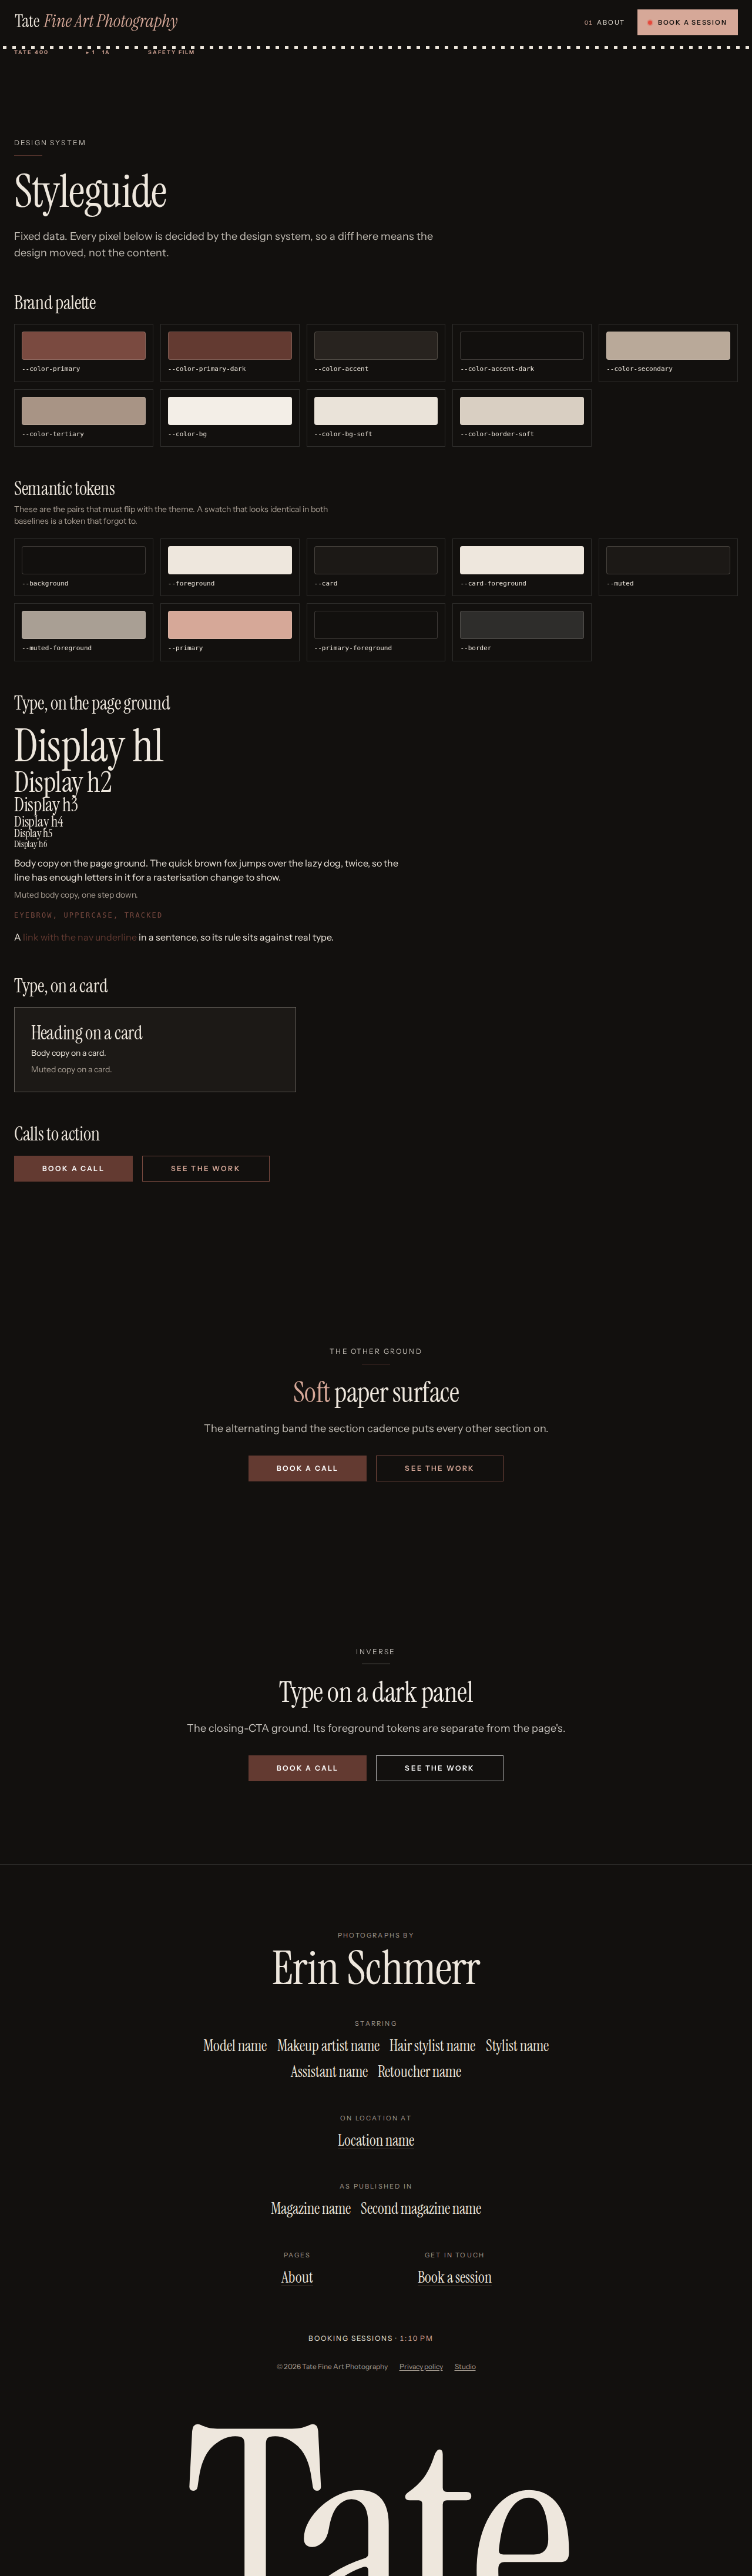 Tate Fine Art Photography
01 ABOUT
BOOK A SESSION
TATE 400 ▸ 1 1A SAFETY FILM
DESIGN SYSTEM
Styleguide
Fixed data. Every pixel below is decided by the design system, so a diff here means the
design moved, not the content.
Brand palette
--color-primary
--color-primary-dark
--color-accent
--color-accent-dark
--color-secondary
--color-tertiary
--color-bg
--color-bg-soft
--color-border-soft
Semantic tokens
These are the pairs that must flip with the theme. A swatch that looks identical in both
baselines is a token that forgot to.
--background
--foreground
--card
--card-foreground
--muted
--muted-foreground
--primary
--primary-foreground
--border
Type, on the page ground
Display h1
Display h2
Display h3
Display h4
Display h5
Display h6
Body copy on the page ground. The quick brown fox jumps over the lazy dog, twice, so the
line has enough letters in it for a rasterisation change to show.
Muted body copy, one step down.
EYEBROW, UPPERCASE, TRACKED
A link with the nav underline in a sentence, so its rule sits against real type.
Type, on a card
Heading on a card
Body copy on a card.
Muted copy on a card.
Calls to action
BOOK A CALL
SEE THE WORK
THE OTHER GROUND
Soft paper surface
The alternating band the section cadence puts every other section on.
BOOK A CALL
SEE THE WORK
INVERSE
Type on a dark panel
The closing-CTA ground. Its foreground tokens are separate from the page's.
BOOK A CALL
SEE THE WORK
PHOTOGRAPHS BY
Erin Schmerr
STARRING
Model name Makeup artist name Hair stylist name Stylist name
Assistant name Retoucher name
ON LOCATION AT
Location name
AS PUBLISHED IN
Magazine name Second magazine name
PAGES
About
GET IN TOUCH
Book a session
BOOKING SESSIONS · 1:10 PM
© 2026 Tate Fine Art Photography Privacy policy Studio
Tate